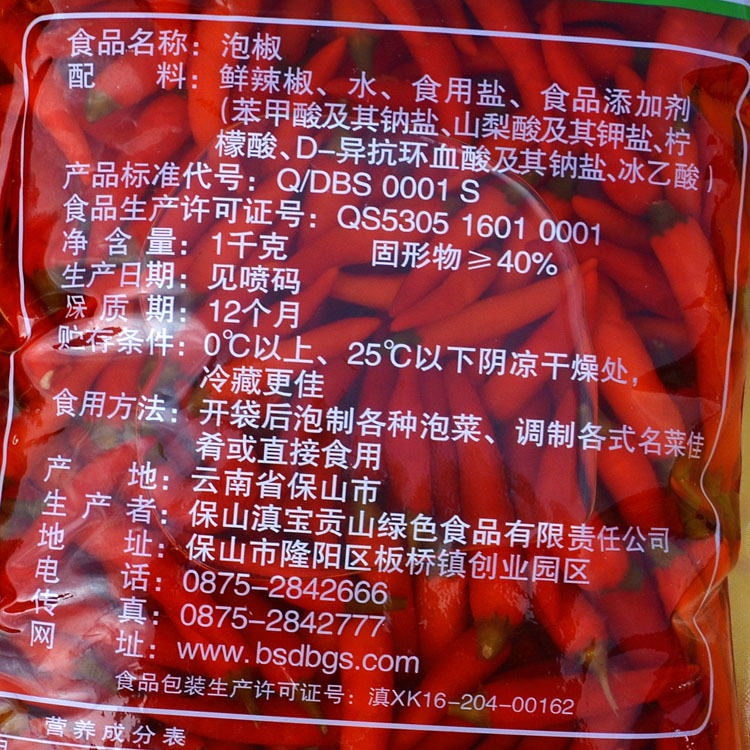 食品名称：泡椒
配 料：鲜辣椒、水、食用盐、食品添加剂
（苯甲酸及其钠盐、山梨酸及其钾盐、柠
檬酸、D-异抗坏血酸及其钠盐、冰乙酸）
产品标准代号：Q/DBS 0001 S
食品生产许可证号：QS5305 1601 0001
净 含 量：1千克 固形物≥40%
生产日期：见喷码
保 质 期：12个月
贮存条件：0℃以上、25℃以下阴凉干燥处，
冷藏更佳
食用方法：开袋后泡制各种泡菜、调制各式名菜佳
肴或直接食用
产 地：云南省保山市
生 产 者：保山滇宝贡山绿色食品有限责任公司
地 址：保山市隆阳区板桥镇创业园区
电 话：0875-2842666
传 真：0875-2842777
网 址：www.bsdbgs.com
食品包装生产许可证号：滇XK16-204-00162
营养成分表